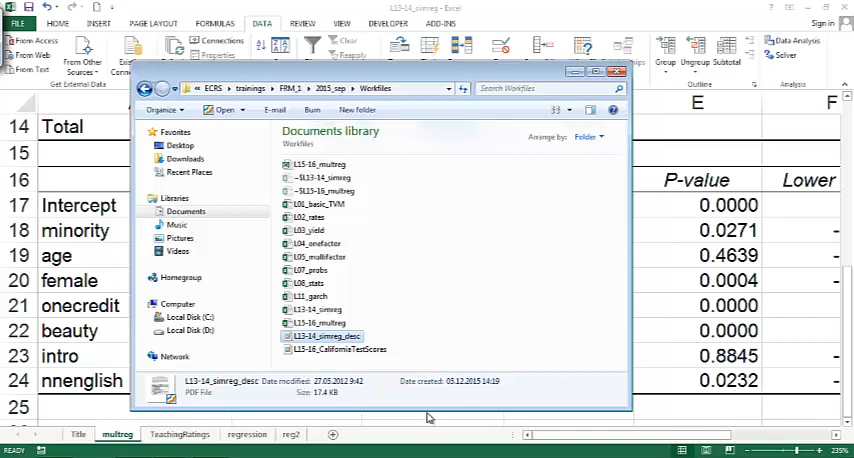 L13-14_simreg - Excel
Sign in
FILE HOME INSERT PAGE LAYOUT FORMULAS DATA REVIEW VIEW DEVELOPER ADD-INS
From Access
From Web
From Text
From Other Sources
Get External Data
Connections
Properties
Clear
Reapply
Group Ungroup Subtotal
Outline
Data Analysis
Solver
Analysis
ECRS trainings FRM_1 2015_sep Workfiles
Search Workfiles
Organize Open E-mail Burn New folder
Favorites
Desktop
Downloads
Recent Places
Libraries
Documents
Music
Pictures
Videos
Homegroup
Computer
Local Disk (C:)
Local Disk (D:)
Network
Documents library
Workfiles
Arrange by: Folder
L15-16_multreg
~$L13-14_simreg
~$L15-16_multreg
L01_basic_TVM
L02_rates
L03_yield
L04_onefactor
L05_multifactor
L07_probs
L08_stats
L11_garch
L13-14_simreg
L15-16_multreg
L13-14_simreg_desc
L15-16_CaliforniaTestScores
L13-14_simreg_desc Date modified: 27.05.2012 9:42 Date created: 05.12.2015 14:19
PDF File Size: 17.4 KB
E F
14 Total
15
16 P-value Lower
17 Intercept 0.0000
18 minority 0.0271 -
19 age 0.4639 -
20 female 0.0004 -
21 onecredit 0.0000
22 beauty 0.0000
23 intro 0.8845 -
24 nnenglish 0.0232 -
25
Title multreg TeachingRatings regression reg2
READY
235%